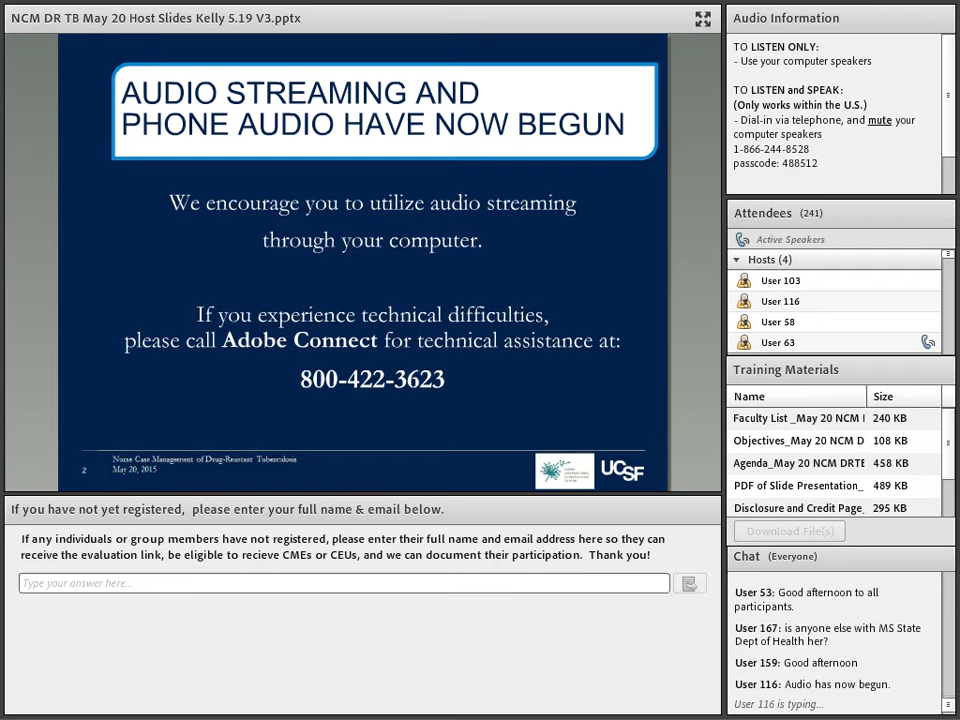 NCM DR TB May 20 Host Slides Kelly 5.19 V3.pptx
AUDIO STREAMING AND
PHONE AUDIO HAVE NOW BEGUN
We encourage you to utilize audio streaming
through your computer.
If you experience technical difficulties,
please call Adobe Connect for technical assistance at:
800-422-3623
2
Nurse Case Management of Drug-Resistant Tuberculosis
May 20, 2015
UCSF
If you have not yet registered, please enter your full name & email below.
If any individuals or group members have not registered, please enter their full name and email address here so they can
receive the evaluation link, be eligible to recieve CMEs or CEUs, and we can document their participation. Thank you!
Type your answer here...
Audio Information
TO LISTEN ONLY:
- Use your computer speakers
TO LISTEN and SPEAK:
(Only works within the U.S.)
- Dial-in via telephone, and mute your
computer speakers
1-866-244-8528
passcode: 488512
Attendees (241)
Active Speakers
Hosts (4)
User 103
User 116
User 58
User 63
Training Materials
Name Size
Faculty List _May 20 NCM 240 KB
Objectives_May 20 NCM D 108 KB
Agenda_May 20 NCM DRTE 458 KB
PDF of Slide Presentation_ 489 KB
Disclosure and Credit Page 295 KB
Download File(s)
Chat (Everyone)
User 53: Good afternoon to all
participants.
User 167: is anyone else with MS State
Dept of Health her?
User 159: Good afternoon
User 116: Audio has now begun.
User 116 is typing...